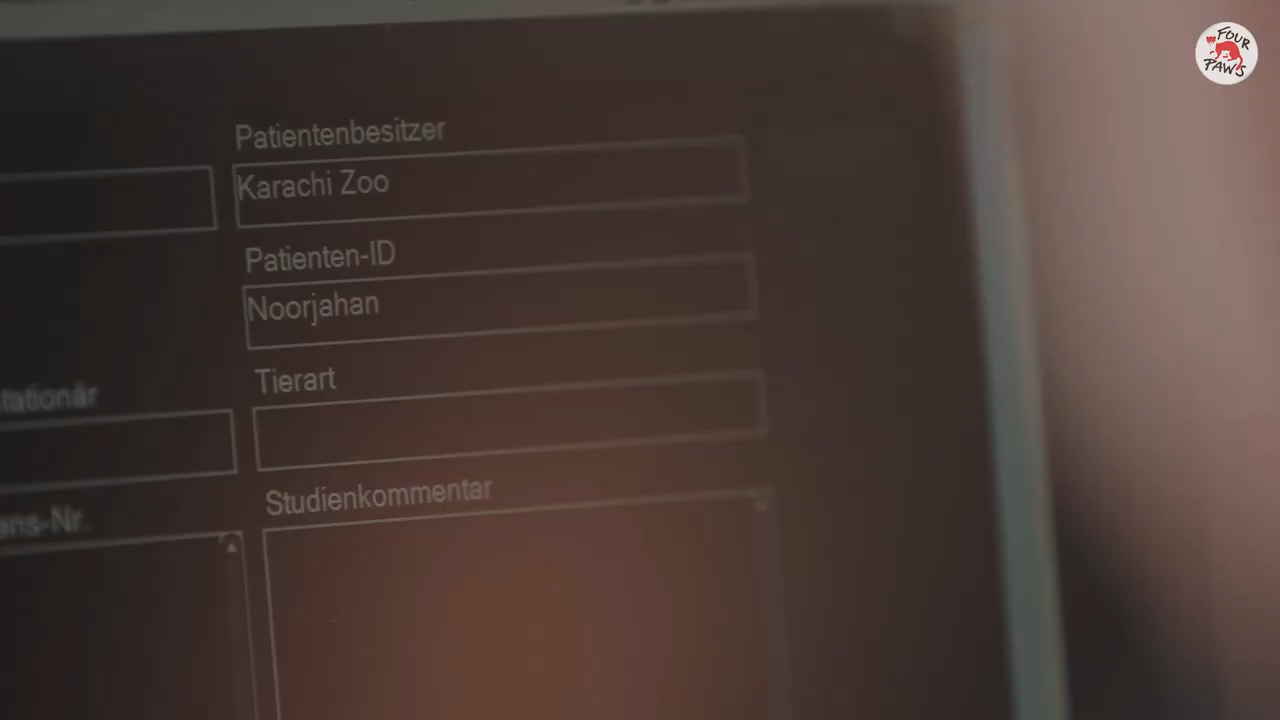 FOUR
PAWS
Patientenbesitzer
Karachi Zoo
Patienten-ID
Noorjahan
Tierart
Studienkommentar